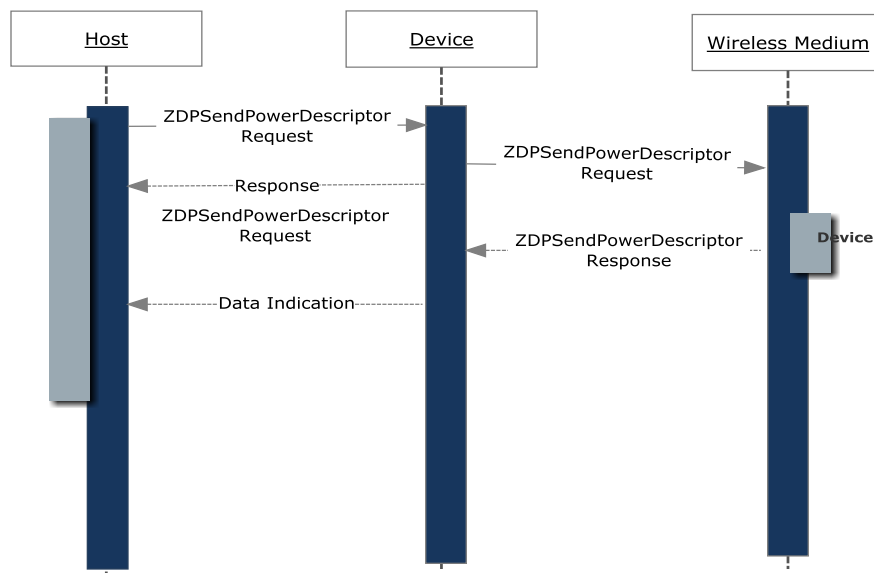 Host
Device
Wireless Medium
ZDPSendPowerDescriptor
Request
ZDPSendPowerDescriptor
Request
Response
ZDPSendPowerDescriptor
Request
ZDPSendPowerDescriptor
Response
Device
Data Indication